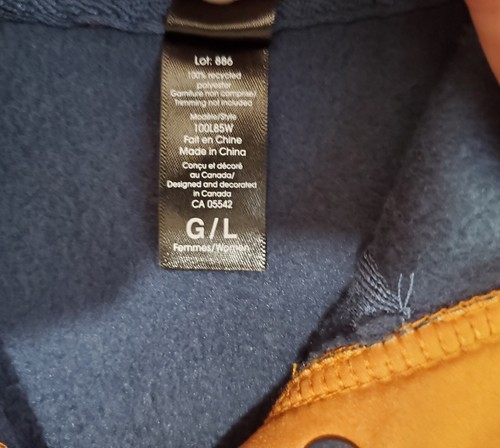 Lot: 886
100% recycled
polyester
Garniture non comprise/
Trimming not included
Modèle/Style
100L85W
Fait en Chine
Made in China
Conçu et décoré
au Canada/
Designed and decorated
in Canada
CA 05542
G/L
Femmes/Women